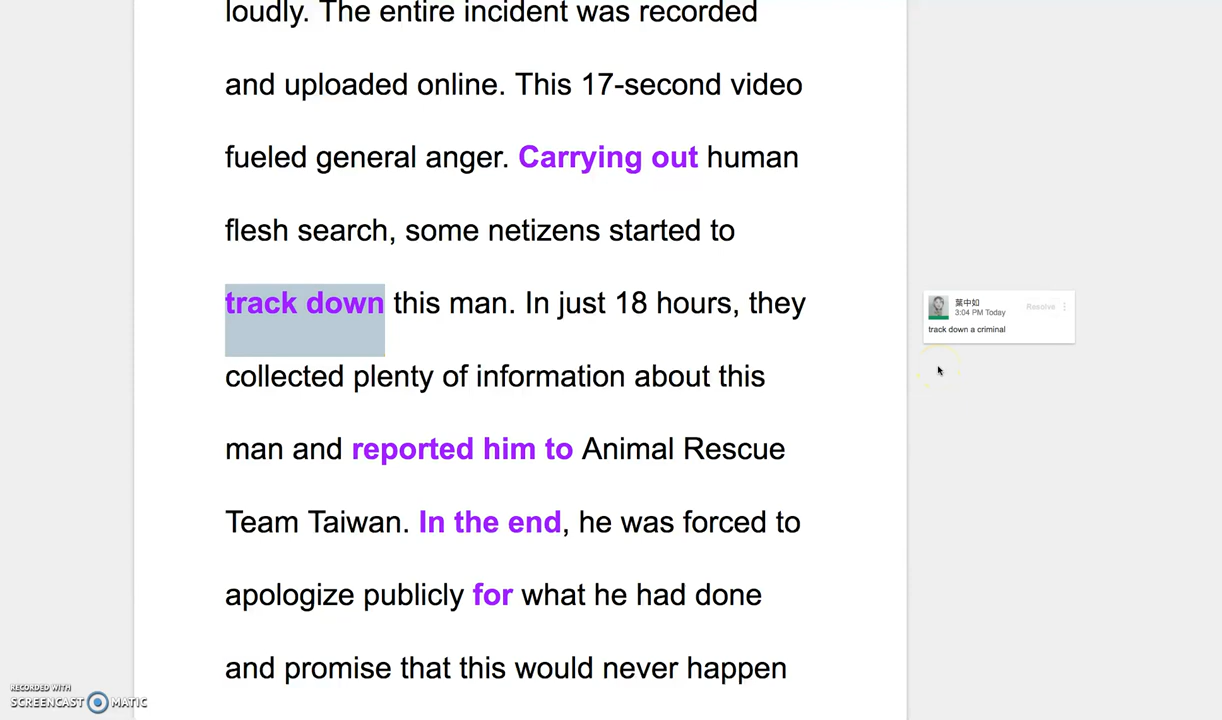 loudly. The entire incident was recorded
and uploaded online. This 17-second video
fueled general anger. Carrying out human
flesh search, some netizens started to
track down this man. In just 18 hours, they
collected plenty of information about this
man and reported him to Animal Rescue
Team Taiwan. In the end, he was forced to
apologize publicly for what he had done
and promise that this would never happen
葉中如
3:04 PM Today
Resolve
track down a criminal
RECORDED WITH
SCREENCAST MATIC